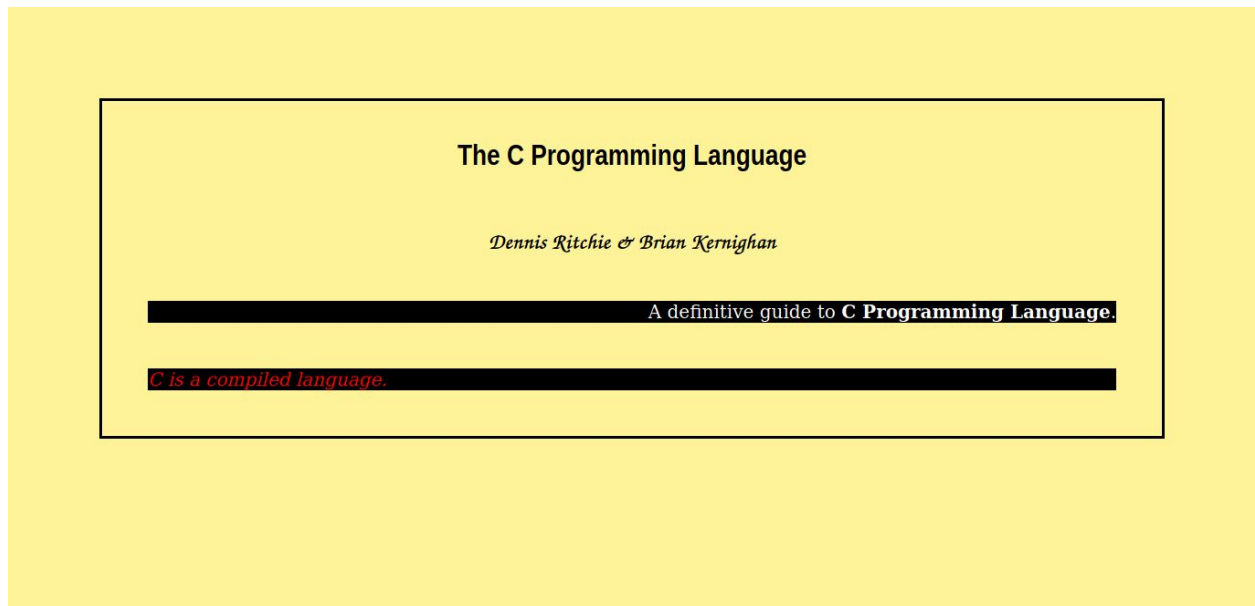 The C Programming Language
Dennis Ritchie & Brian Kernighan
A definitive guide to C Programming Language.
C is a compiled language.